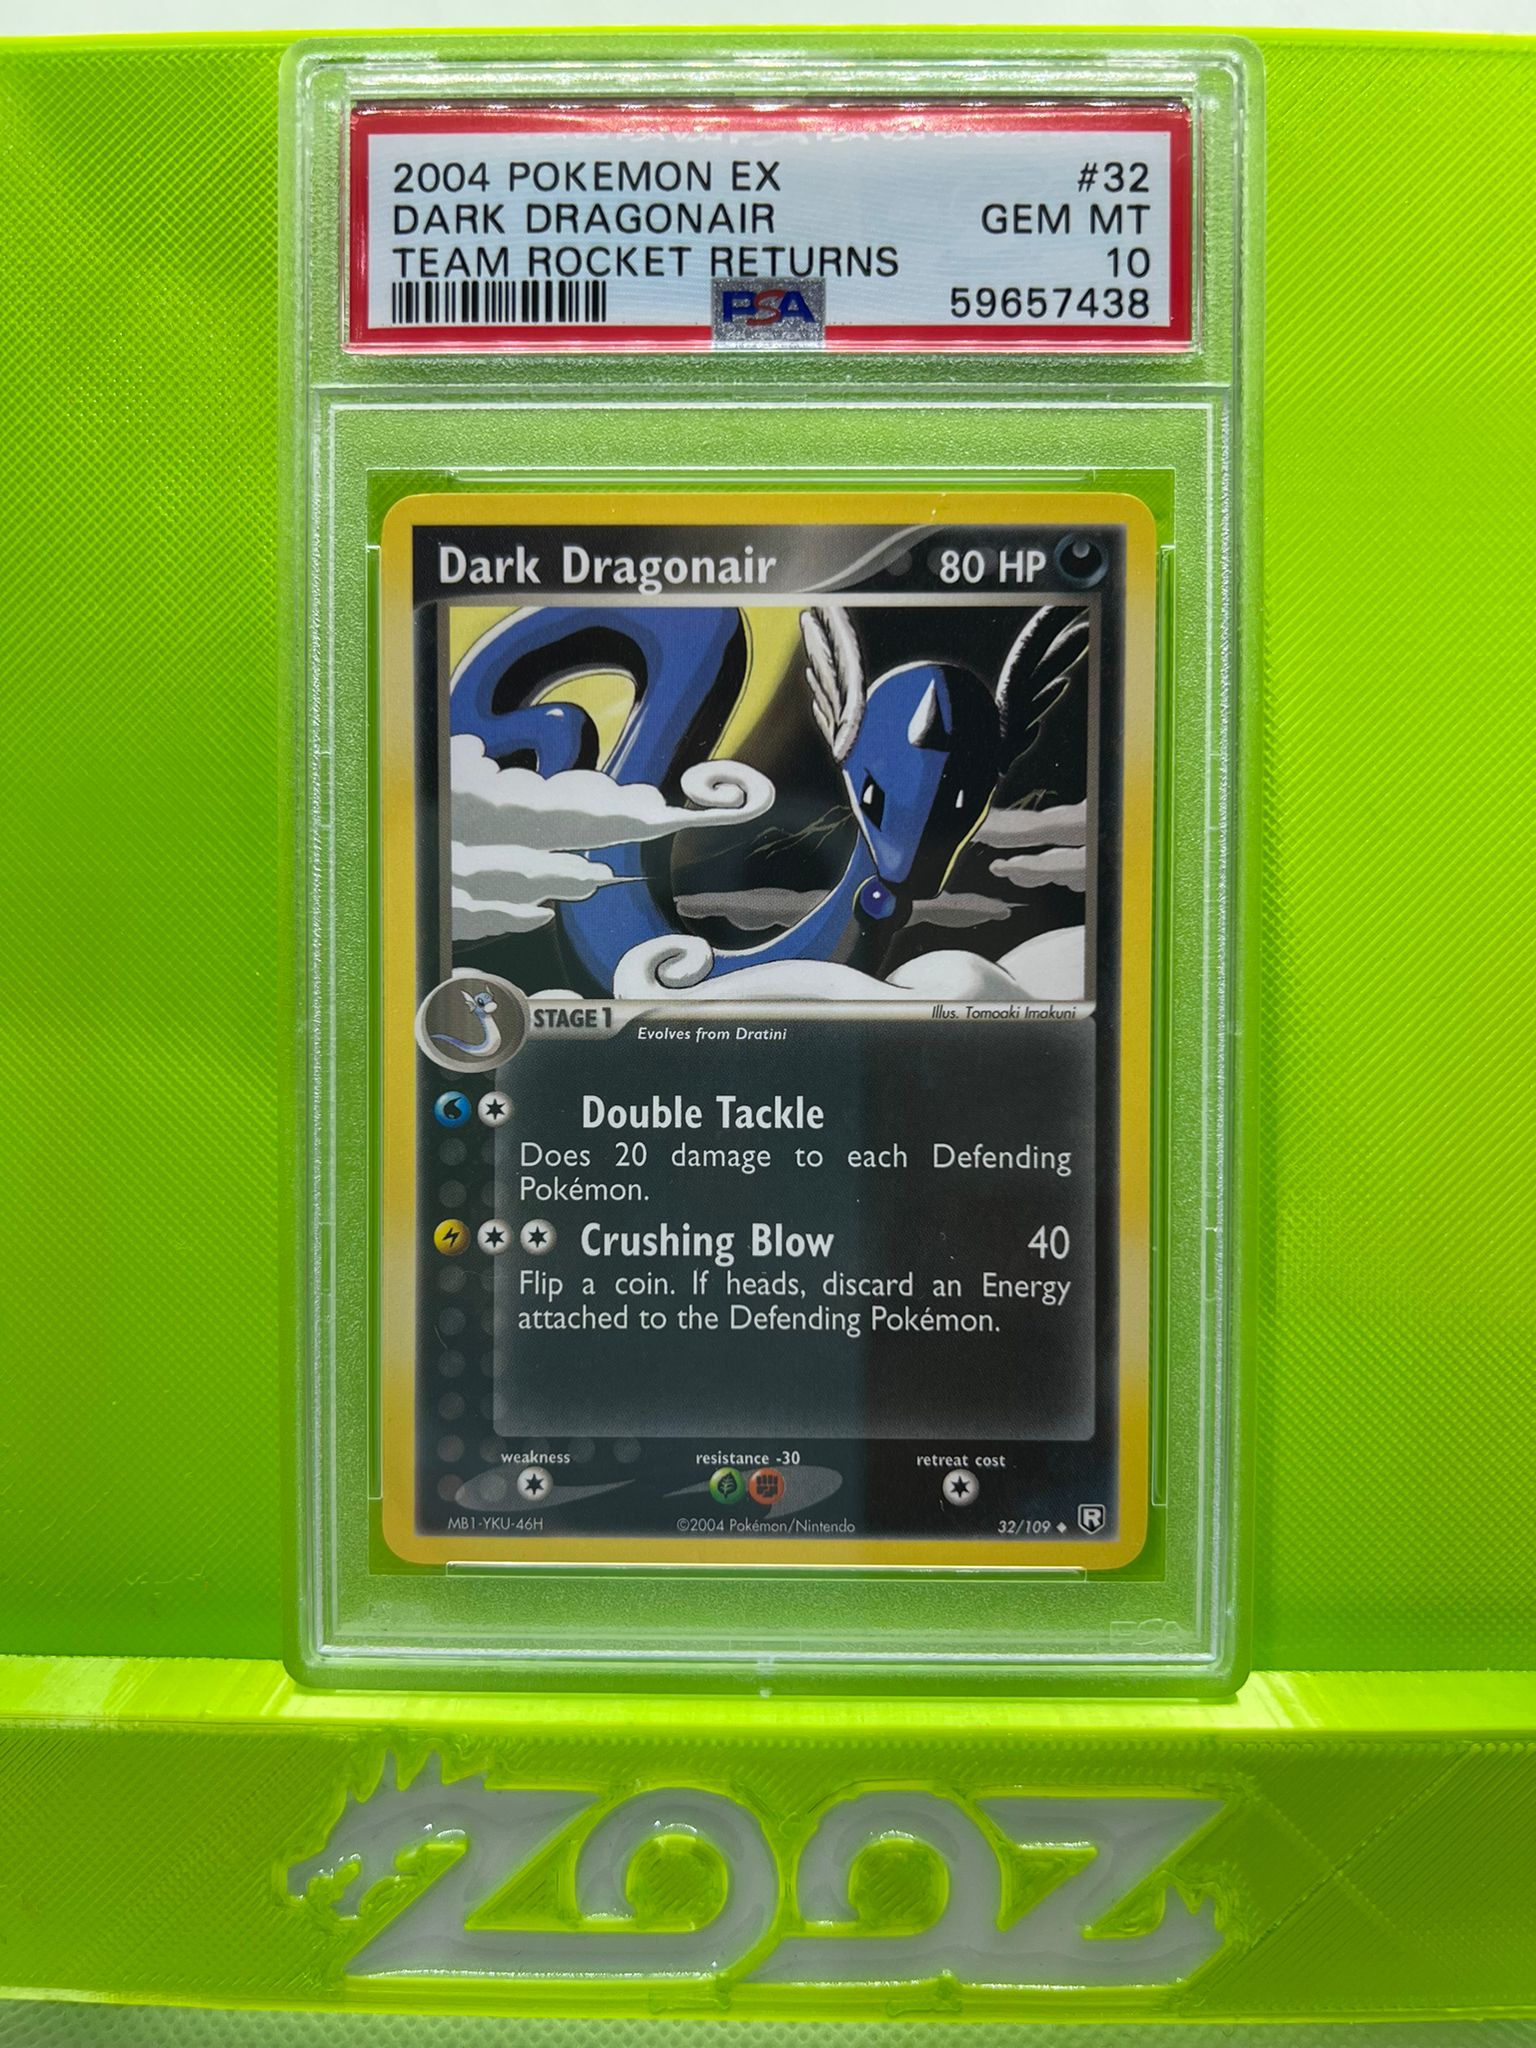 2004 POKEMON EX #32
DARK DRAGONAIR GEM MT
TEAM ROCKET RETURNS 10
PSA 59657438
Dark Dragonair 80 HP
STAGE 1
Illus. Tomoaki Imakuni
Evolves from Dratini
Double Tackle
Does 20 damage to each Defending
Pokémon.
Crushing Blow 40
Flip a coin. If heads, discard an Energy
attached to the Defending Pokémon.
weakness resistance -30 retreat cost
MB1-YKU-46H ©2004 Pokémon/Nintendo 32/109 ◆ R
PSA
ZOOZ